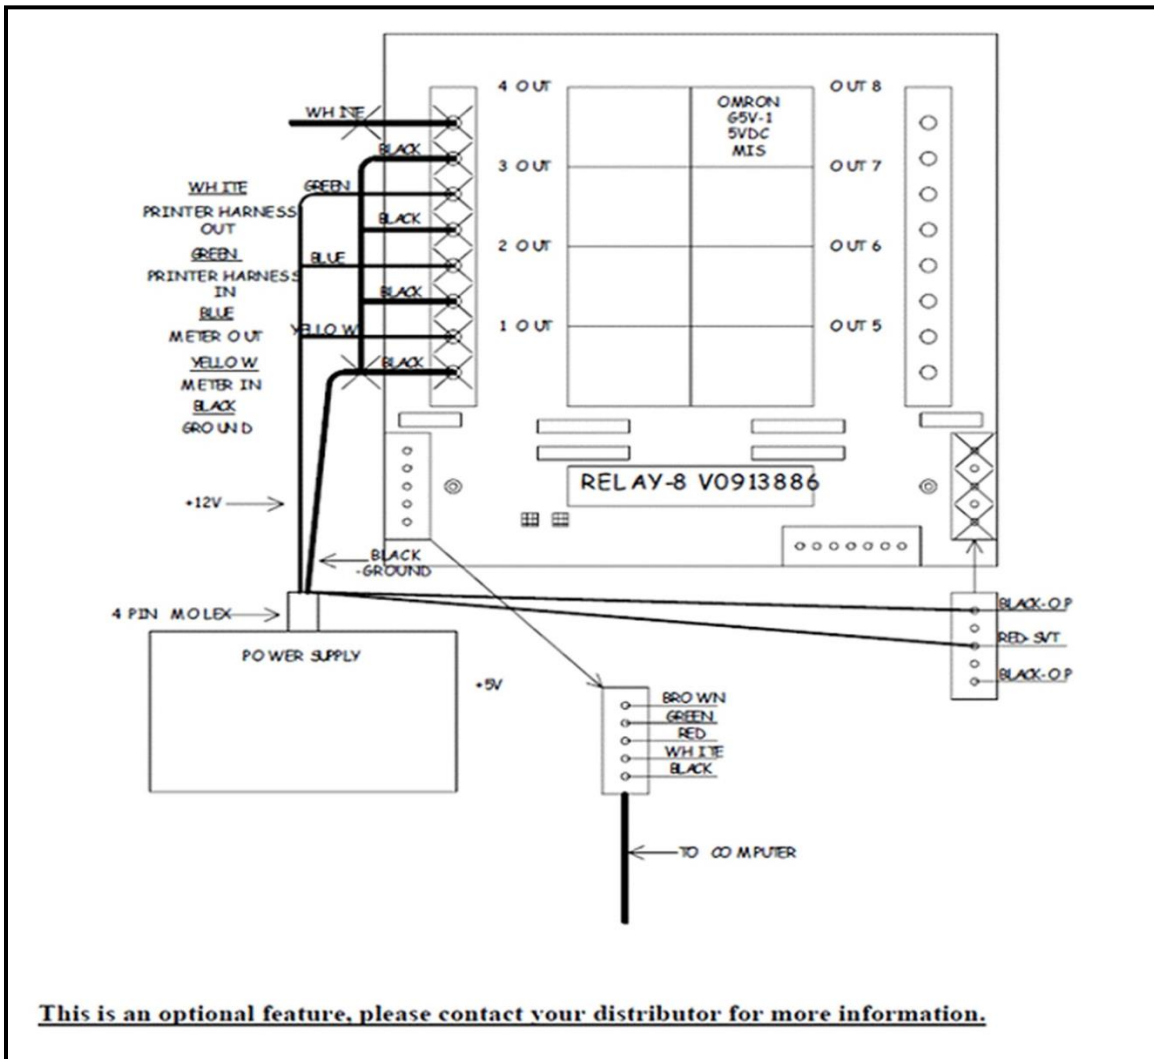 4 OUT
OUT 8
OMRON
G5V-1
5VDC
MIS
WHITE
BLACK
3 OUT
OUT 7
WHITE
GREEN
PRINTER HARNESS
OUT
BLACK
GREEN
2 OUT
OUT 6
BLUE
PRINTER HARNESS
IN
BLACK
BLUE
METER OUT
YELLOW
1 OUT
OUT 5
YELLOW
BLACK
METER IN
BLACK
GROUND
RELAY-8 V0913886
+12V
BLACK
-GROUND
4 PIN MOLEX
BLACK-OP
RED-SVT
BLACK-OP
POWER SUPPLY
+5V
BROWN
GREEN
RED
WHITE
BLACK
TO COMPUTER
This is an optional feature, please contact your distributor for more information.